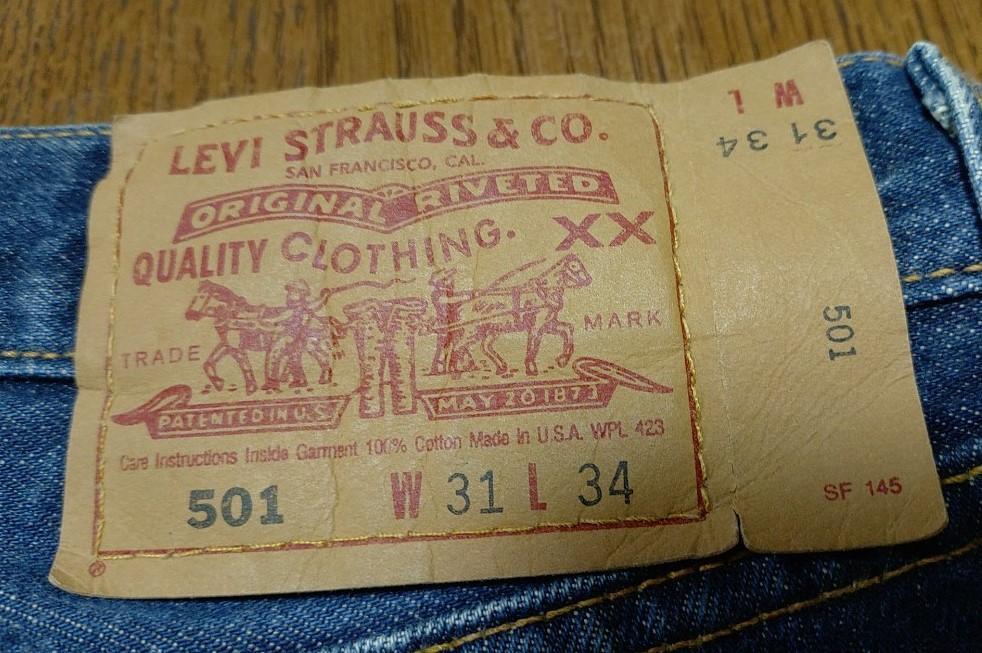 LEVI STRAUSS & CO.
SAN FRANCISCO, CAL.
ORIGINAL RIVETED
QUALITY CLOTHING. XX
TRADE MARK
PATENTED IN U.S. MAY 20 1873
Care Instructions Inside Garment 100% Cotton Made in U.S.A. WPL 423
501 W 31 L 34
®
W L
31 34
501
SF 145